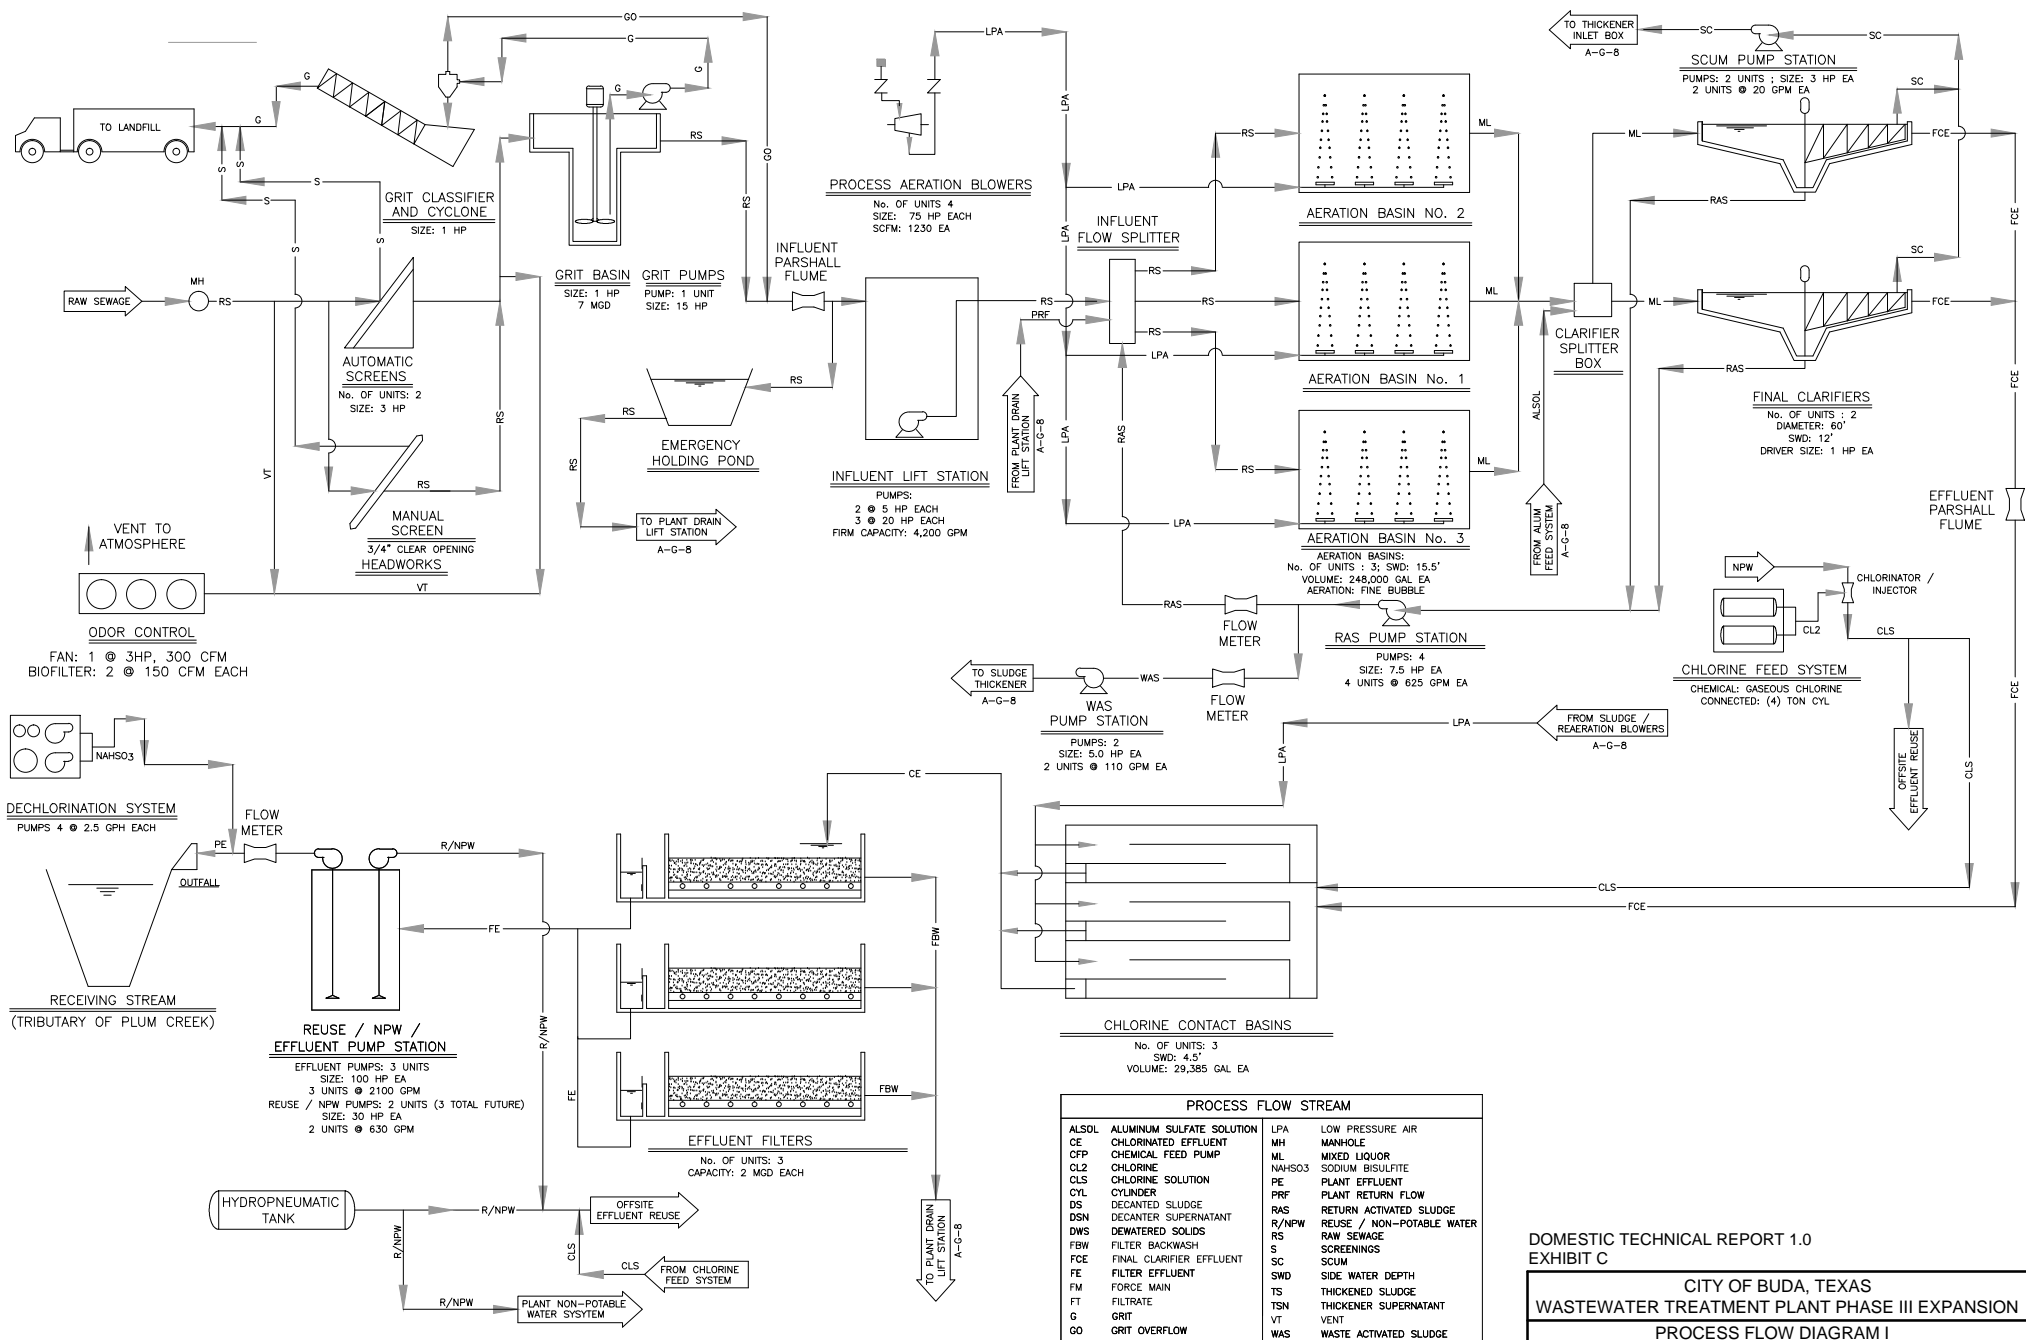 GO
G
LPA
TO THICKENER
INLET BOX
A-G-8
SC
SC
SCUM PUMP STATION
PUMPS: 2 UNITS ; SIZE: 3 HP EA
2 UNITS @ 20 GPM EA
G
G
SC
TO LANDFILL
G
RS
GO
LPA
RS
ML
ML
FCE
S
S
S
S
GRIT CLASSIFIER
AND CYCLONE
SIZE: 1 HP
RS
RS
PROCESS AERATION BLOWERS
No. OF UNITS 4
SIZE: 75 HP EACH
SCFM: 1230 EA
LPA
LPA
AERATION BASIN NO. 2
RAS
FCE
S
S
INFLUENT
PARSHALL
FLUME
INFLUENT
FLOW SPLITTER
SC
MH
RAW SEWAGE
RS
GRIT BASIN
SIZE: 1 HP
7 MGD
GRIT PUMPS
PUMP: 1 UNIT
SIZE: 15 HP
RS
PRF
RS
RS
RS
ML
ML
FCE
CLARIFIER
SPLITTER
BOX
AUTOMATIC
SCREENS
No. OF UNITS: 2
SIZE: 3 HP
LPA
LPA
AERATION BASIN No. 1
RAS
FCE
RS
RS
RS
RS
EMERGENCY
HOLDING POND
FROM PLANT DRAIN
LIFT STATION
A-G-8
RAS
LPA
ALSOL
FINAL CLARIFIERS
No. OF UNITS : 2
DIAMETER: 60'
SWD: 12'
DRIVER SIZE: 1 HP EA
VT
RS
INFLUENT LIFT STATION
PUMPS:
2 @ 5 HP EACH
3 @ 20 HP EACH
FIRM CAPACITY: 4,200 GPM
RS
ML
MANUAL
SCREEN
3/4" CLEAR OPENING
HEADWORKS
TO PLANT DRAIN
LIFT STATION
A-G-8
LPA
AERATION BASIN No. 3
AERATION BASINS:
No. OF UNITS : 3; SWD: 15.5'
VOLUME: 248,000 GAL EA
AERATION: FINE BUBBLE
FROM ALUM
FEED SYSTEM
A-G-8
EFFLUENT
PARSHALL
FLUME
VENT TO
ATMOSPHERE
VT
ODOR CONTROL
FAN: 1 @ 3HP, 300 CFM
BIOFILTER: 2 @ 150 CFM EACH
RAS
FLOW
METER
RAS PUMP STATION
PUMPS: 4
SIZE: 7.5 HP EA
4 UNITS @ 625 GPM EA
NPW
CHLORINATOR /
INJECTOR
CL2
CLS
CHLORINE FEED SYSTEM
CHEMICAL: GASEOUS CHLORINE
CONNECTED: (4) TON CYL
FCE
TO SLUDGE
THICKENER
A-G-8
WAS
WAS
PUMP STATION
PUMPS: 2
SIZE: 5.0 HP EA
2 UNITS @ 110 GPM EA
FLOW
METER
LPA
LPA
FROM SLUDGE /
REAERATION BLOWERS
A-G-8
OFFSITE
EFFLUENT REUSE
CLS
NAHSO3
DECHLORINATION SYSTEM
PUMPS 4 @ 2.5 GPH EACH
CE
FLOW
METER
PE
OUTFALL
R/NPW
CLS
FCE
FE
FBW
RECEIVING STREAM
(TRIBUTARY OF PLUM CREEK)
REUSE / NPW /
EFFLUENT PUMP STATION
EFFLUENT PUMPS: 3 UNITS
SIZE: 100 HP EA
3 UNITS @ 2100 GPM
REUSE / NPW PUMPS: 2 UNITS (3 TOTAL FUTURE)
SIZE: 30 HP EA
2 UNITS @ 630 GPM
R/NPW
FE
FBW
EFFLUENT FILTERS
No. OF UNITS: 3
CAPACITY: 2 MGD EACH
CHLORINE CONTACT BASINS
No. OF UNITS: 3
SWD: 4.5'
VOLUME: 29,385 GAL EA
HYDROPNEUMATIC
TANK
R/NPW
OFFSITE
EFFLUENT REUSE
R/NPW
CLS
CLS
FROM CHLORINE
FEED SYSTEM
R/NPW
PLANT NON-POTABLE
WATER SYSYTEM
TO PLANT DRAIN
LIFT STATION
A-G-8
PROCESS FLOW STREAM
ALSOL ALUMINUM SULFATE SOLUTION
CE CHLORINATED EFFLUENT
CFP CHEMICAL FEED PUMP
CL2 CHLORINE
CLS CHLORINE SOLUTION
CYL CYLINDER
DS DECANTED SLUDGE
DSN DECANTER SUPERNATANT
DWS DEWATERED SOLIDS
FBW FILTER BACKWASH
FCE FINAL CLARIFIER EFFLUENT
FE FILTER EFFLUENT
FM FORCE MAIN
FT FILTRATE
G GRIT
GO GRIT OVERFLOW
LPA LOW PRESSURE AIR
MH MANHOLE
ML MIXED LIQUOR
NAHSO3 SODIUM BISULFITE
PE PLANT EFFLUENT
PRF PLANT RETURN FLOW
RAS RETURN ACTIVATED SLUDGE
R/NPW REUSE / NON-POTABLE WATER
RS RAW SEWAGE
S SCREENINGS
SC SCUM
SWD SIDE WATER DEPTH
TS THICKENED SLUDGE
TSN THICKENER SUPERNATANT
VT VENT
WAS WASTE ACTIVATED SLUDGE
DOMESTIC TECHNICAL REPORT 1.0
EXHIBIT C
CITY OF BUDA, TEXAS
WASTEWATER TREATMENT PLANT PHASE III EXPANSION
PROCESS FLOW DIAGRAM I